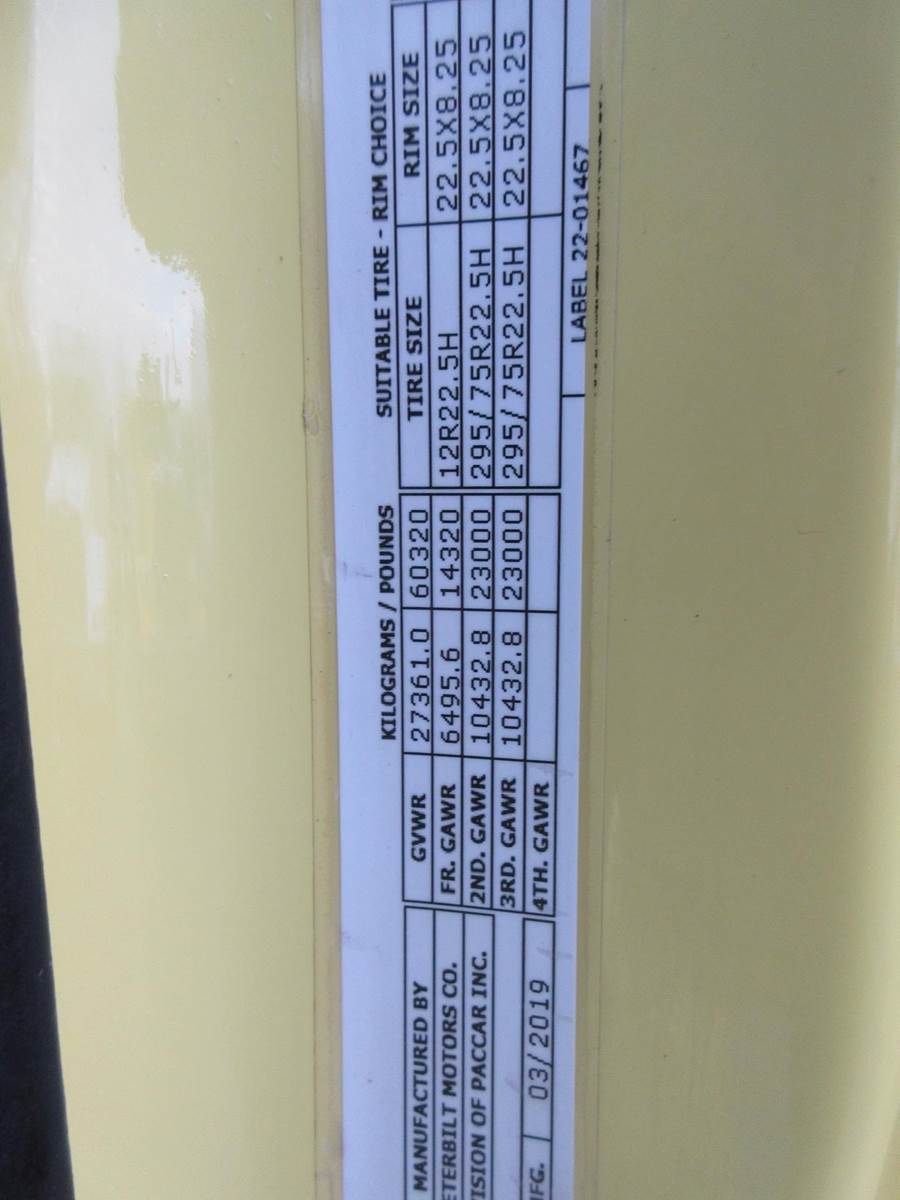 MANUFACTURED BY
ETERBILT MOTORS CO.
ISION OF PACCAR INC.
FG. 03/2019
KILOGRAMS / POUNDS
GVWR 27361.0 60320
FR. GAWR 6495.6 14320
2ND. GAWR 10432.8 23000
3RD. GAWR 10432.8 23000
4TH. GAWR
SUITABLE TIRE - RIM CHOICE
TIRE SIZE RIM SIZE
12R22.5H 22.5X8.25
295/75R22.5H 22.5X8.25
295/75R22.5H 22.5X8.25
LABEL 22-01467